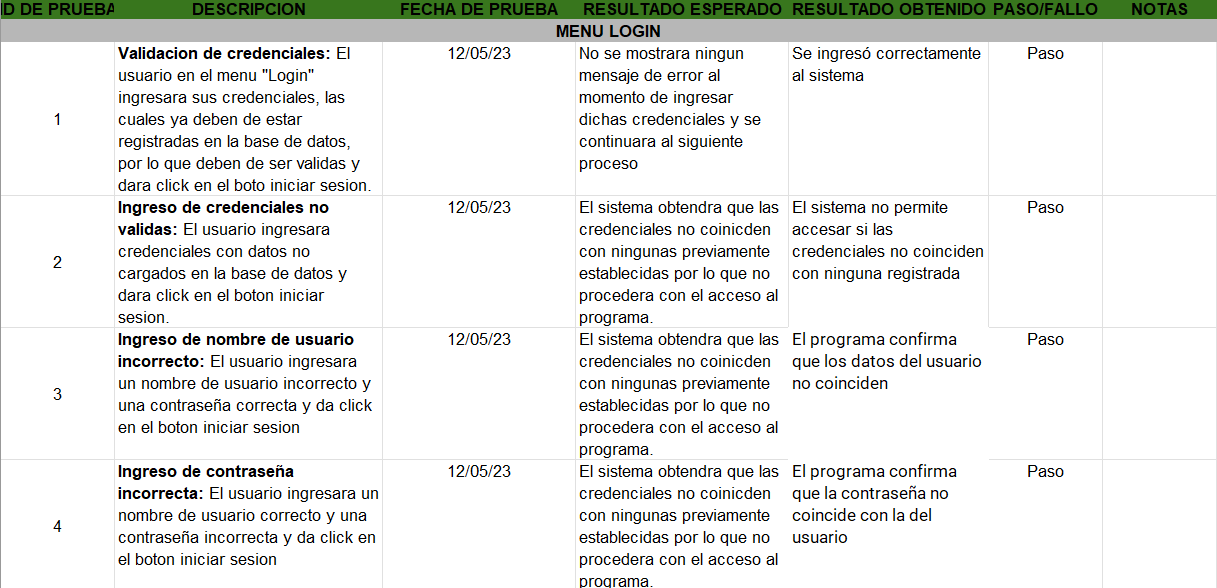 ID DE PRUEBA DESCRIPCION FECHA DE PRUEBA RESULTADO ESPERADO RESULTADO OBTENIDO PASO/FALLO NOTAS
MENU LOGIN
1
Validacion de credenciales: El
usuario en el menu "Login"
ingresara sus credenciales, las
cuales ya deben de estar
registradas en la base de datos,
por lo que deben de ser validas y
dara click en el boto iniciar sesion.
12/05/23
No se mostrara ningun
mensaje de error al
momento de ingresar
dichas credenciales y se
continuara al siguiente
proceso
Se ingresó correctamente
al sistema
Paso
2
Ingreso de credenciales no
validas: El usuario ingresara
credenciales con datos no
cargados en la base de datos y
dara click en el boton iniciar
sesion.
12/05/23
El sistema obtendra que las
credenciales no coinicden
con ningunas previamente
establecidas por lo que no
procedera con el acceso al
programa.
El sistema no permite
accesar si las
credenciales no coinciden
con ninguna registrada
Paso
3
Ingreso de nombre de usuario
incorrecto: El usuario ingresara
un nombre de usuario incorrecto y
una contraseña correcta y da click
en el boton iniciar sesion
12/05/23
El sistema obtendra que las
credenciales no coinicden
con ningunas previamente
establecidas por lo que no
procedera con el acceso al
programa.
El programa confirma
que los datos del usuario
no coinciden
Paso
4
Ingreso de contraseña
incorrecta: El usuario ingresara un
nombre de usuario correcto y una
contraseña incorrecta y da click en
el boton iniciar sesion
12/05/23
El sistema obtendra que las
credenciales no coinicden
con ningunas previamente
establecidas por lo que no
procedera con el acceso al
programa.
El programa confirma
que la contraseña no
coincide con la del
usuario
Paso